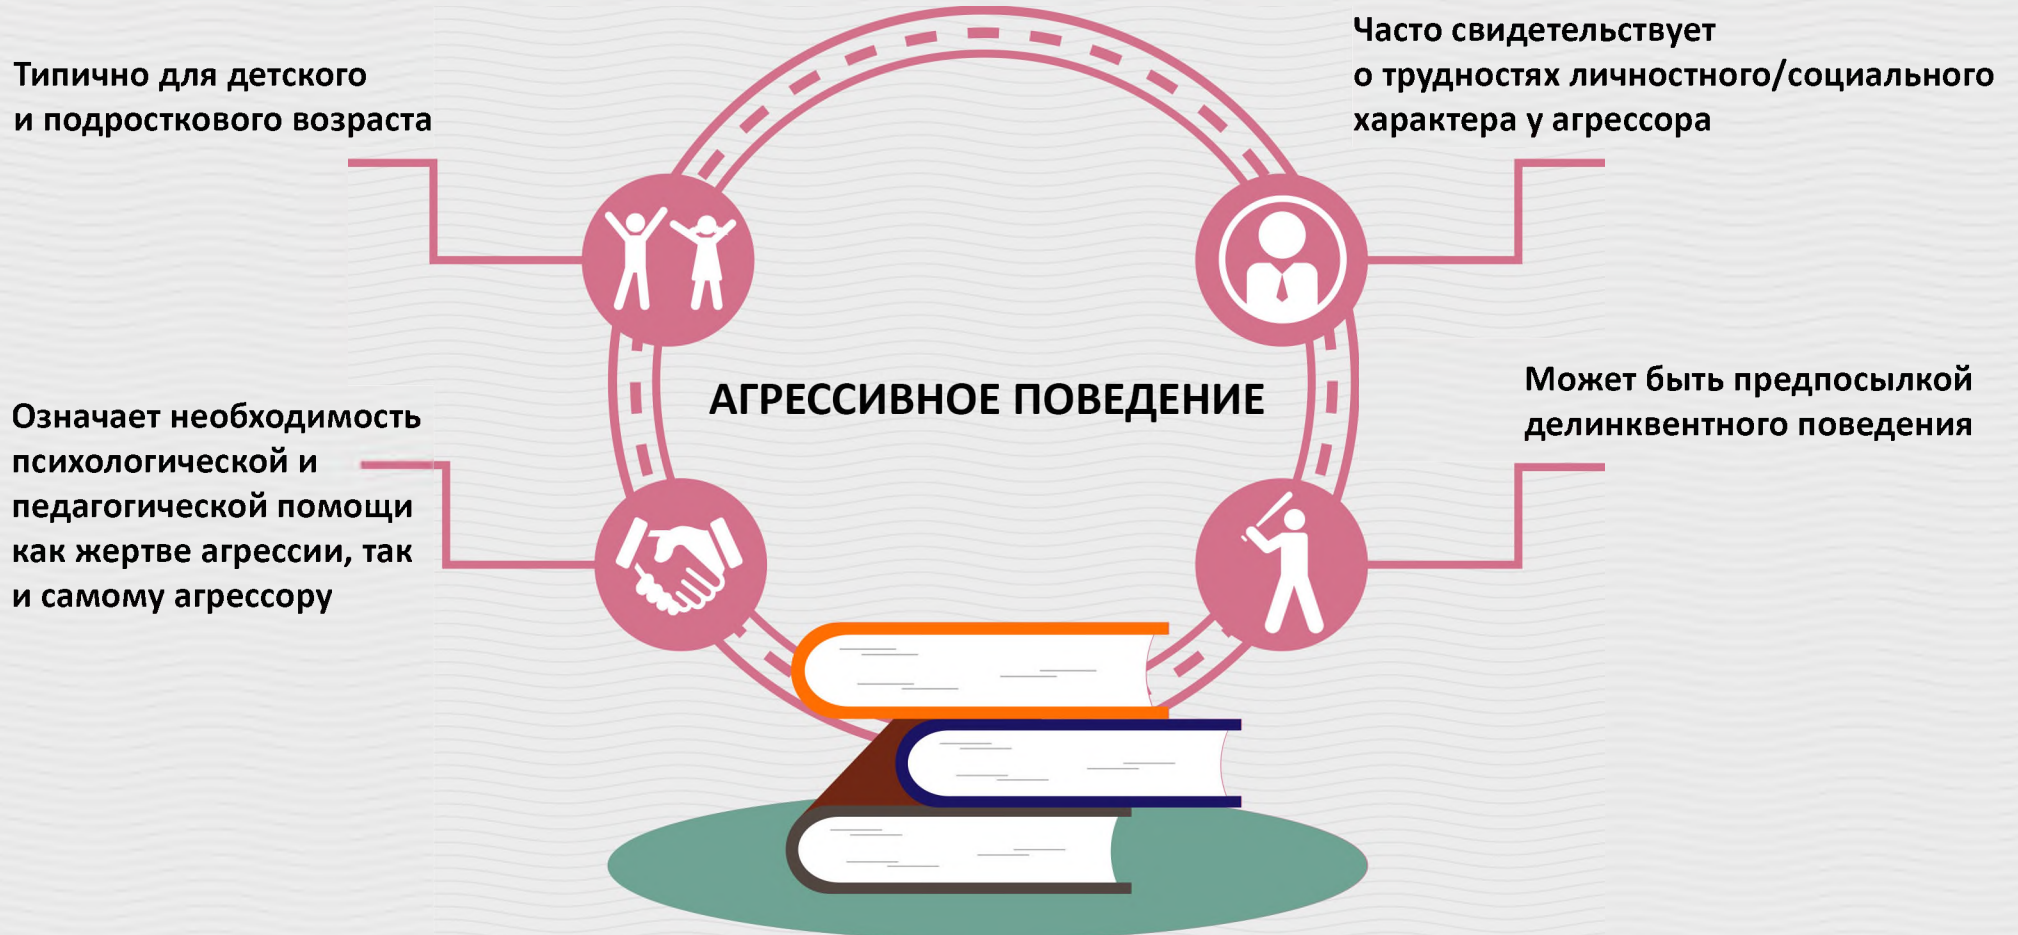 Типично для детского
и подросткового возраста
Часто свидетельствует
о трудностях личностного/социального
характера у агрессора
АГРЕССИВНОЕ ПОВЕДЕНИЕ
Означает необходимость
психологической и
педагогической помощи
как жертве агрессии, так
и самому агрессору
Может быть предпосылкой
делинквентного поведения